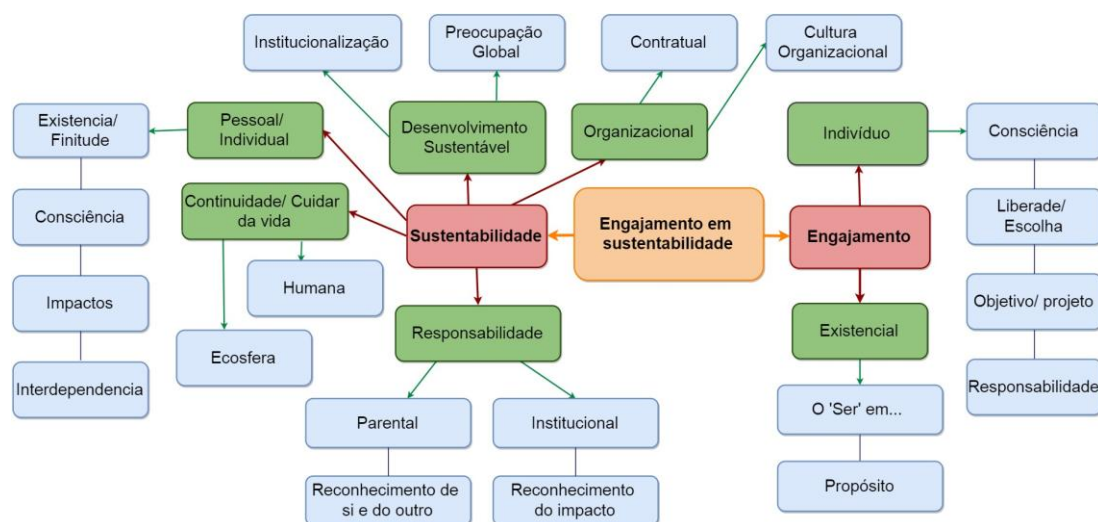 Institucionalização
Preocupação
Global
Contratual
Cultura
Organizacional
Existencia/
Finitude
Pessoal/
Individual
Desenvolvimento
Sustentável
Organizacional
Indivíduo
Consciência
Consciência
Continuidade/ Cuidar
da vida
Sustentabilidade
Engajamento em
sustentabilidade
Engajamento
Liberade/
Escolha
Impactos
Humana
Objetivo/ projeto
Ecosfera
Responsabilidade
Existencial
Interdependencia
Responsabilidade
Parental
Institucional
O 'Ser' em...
Reconhecimento de
si e do outro
Reconhecimento
do impacto
Propósito